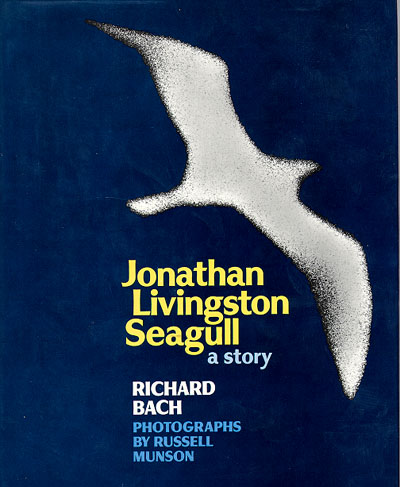 Jonathan
Livingston
Seagull
a story
RICHARD
BACH
PHOTOGRAPHS
BY RUSSELL
MUNSON